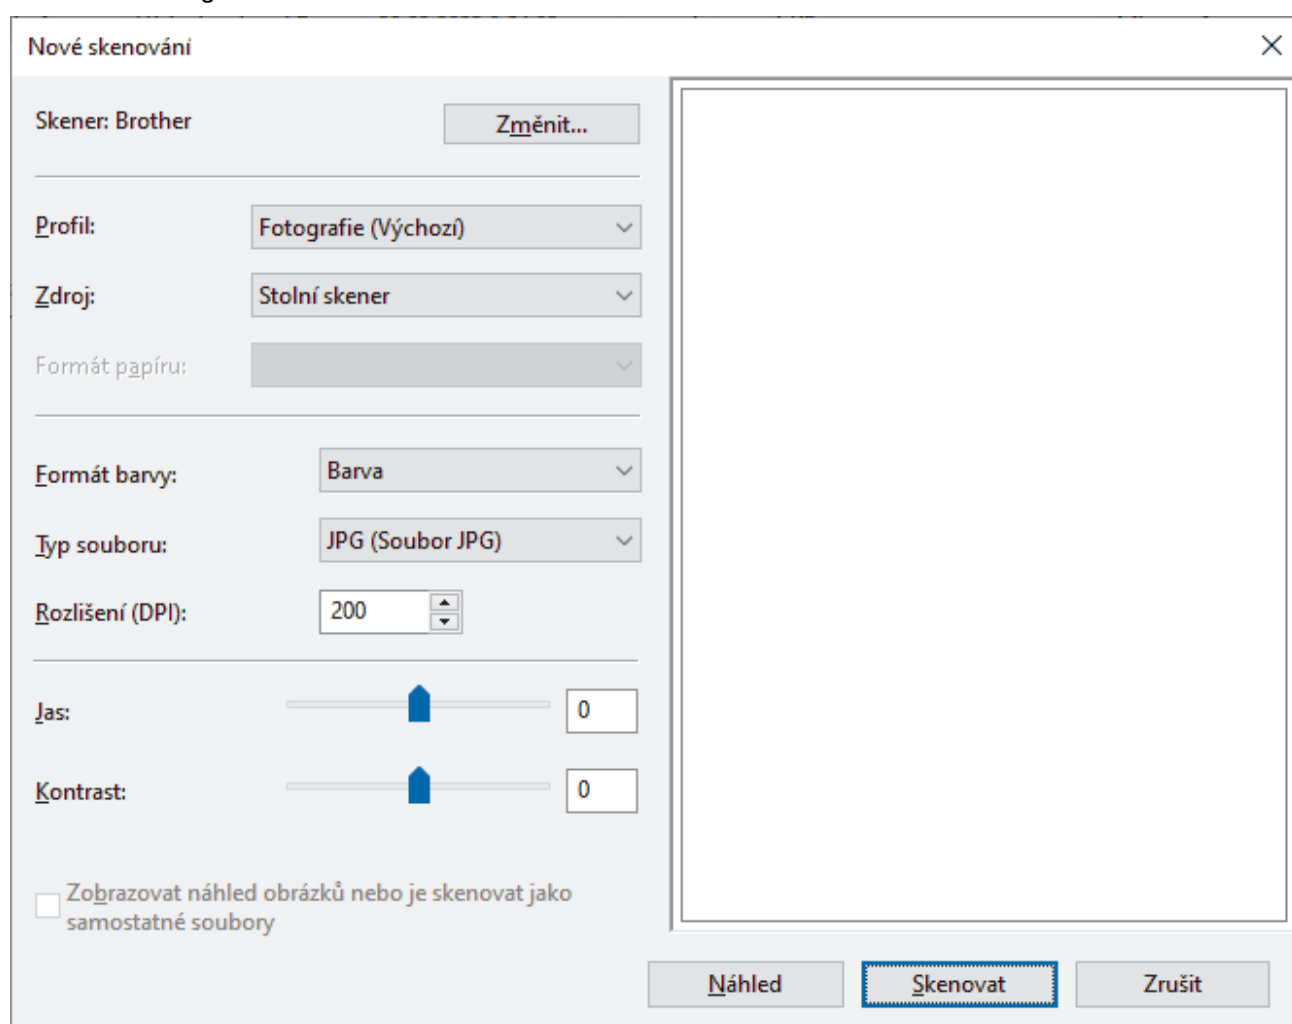 Nové skenování
Skener: Brother
Změnit...
Profil:
Fotografie (Výchozí)
Zdroj:
Stolní skener
Formát papíru:
Formát barvy:
Barva
Typ souboru:
JPG (Soubor JPG)
Rozlišení (DPI):
200
Jas:
0
Kontrast:
0
Zobrazovat náhled obrázků nebo je skenovat jako
samostatné soubory
Náhled
Skenovat
Zrušit